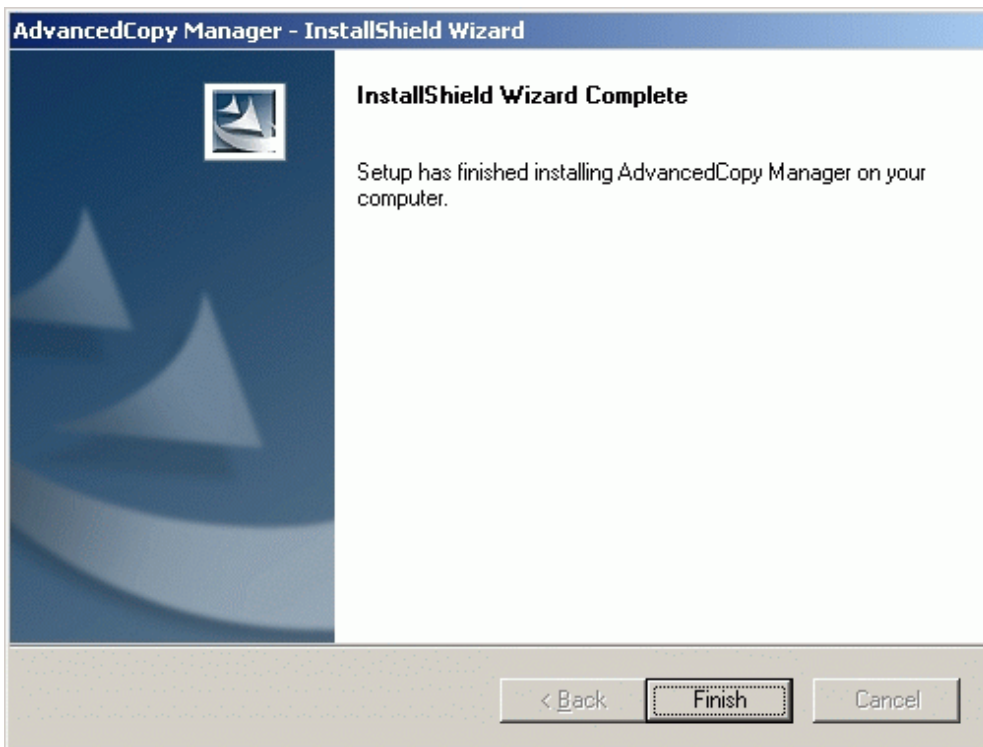 AdvancedCopy Manager - InstallShield Wizard
InstallShield Wizard Complete
Setup has finished installing AdvancedCopy Manager on your
computer.
< Back
Finish
Cancel